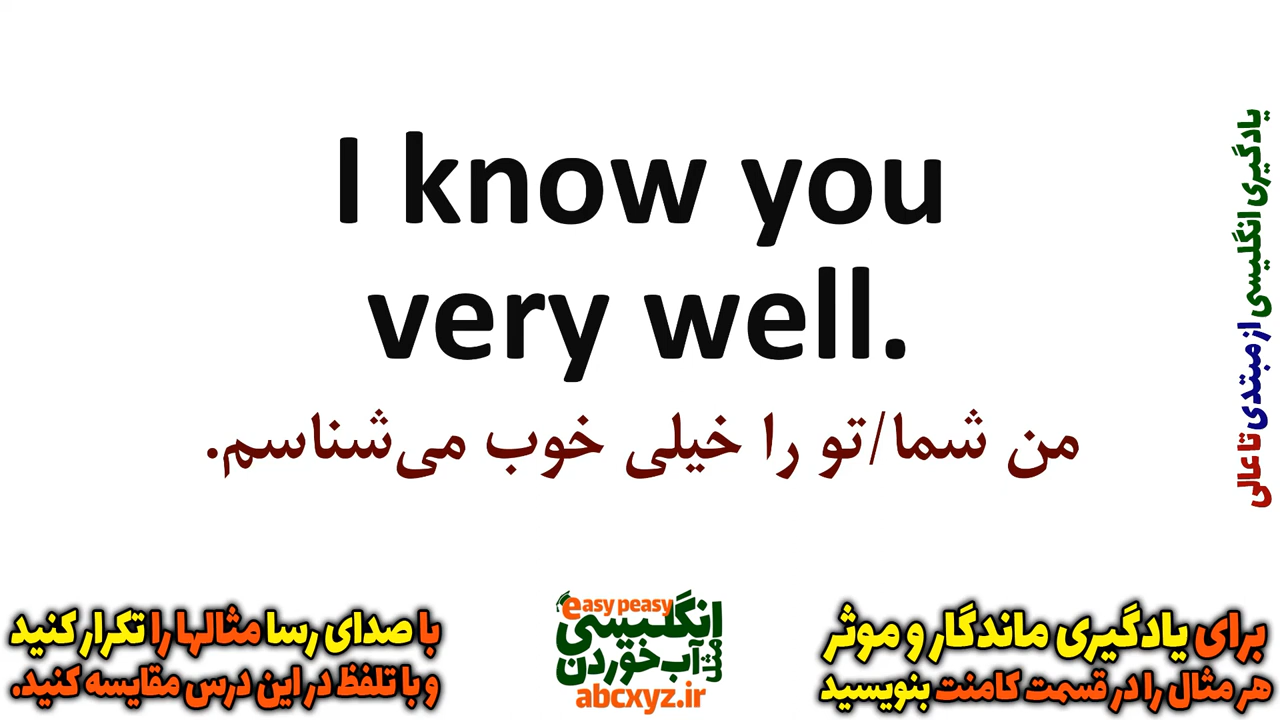 I know you
very well.
من شما/تو را خیلی خوب می‌شناسم.
یادگیری انگلیسی از مبتدی تا عالی
با صدای رسا مثالها را تکرار کنید
و با تلفظ در این درس مقایسه کنید.
easy peasy
انگلیسی
مثل آب خوردن
abcxyz.ir
برای یادگیری ماندگار و موثر
هر مثال را در قسمت کامنت بنویسید